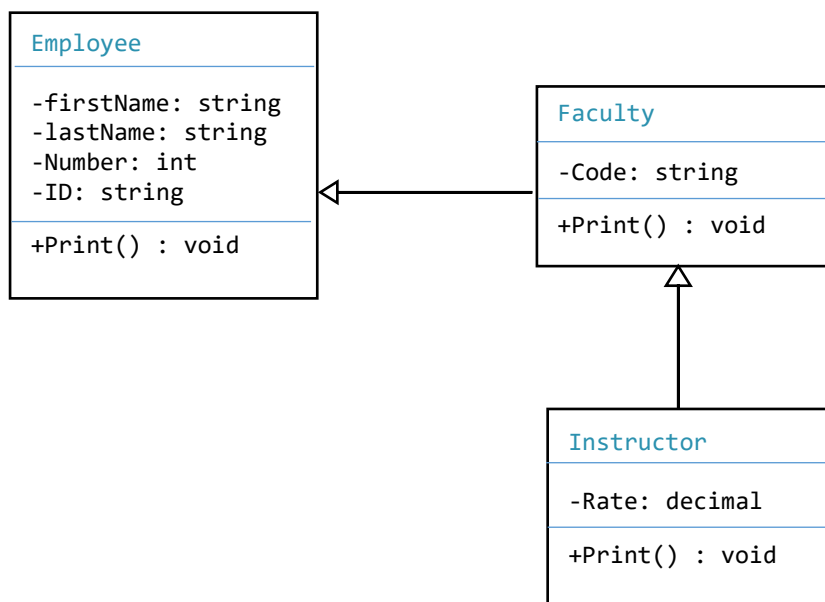 Employee
-firstName: string
-lastName: string
-Number: int
-ID: string
+Print() : void
Faculty
-Code: string
+Print() : void
Instructor
-Rate: decimal
+Print() : void